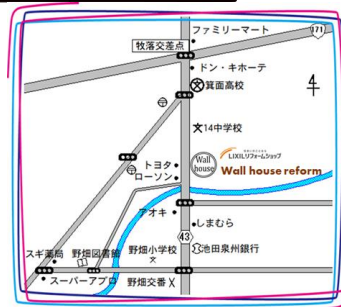 ファミリーマート
171
牧落交差点
ドン・キホーテ
箕面高校
4
14中学校
トヨタ
ローソン
Wall
house
LIXILリフォームショップ
Wall house reform
アオキ
しまむら
43
スギ薬局
野畑図書館
野畑小学校
池田泉州銀行
スーパーアプロ
野畑交番
X